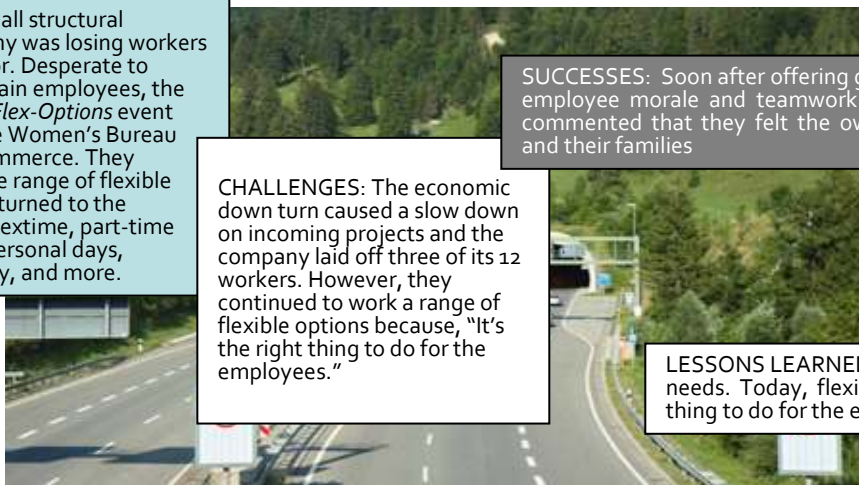 all structural
ny was losing workers
or. Desperate to
ain employees, the
Flex-Options event
e Women's Bureau
mmerce. They
e range of flexible
turned to the
extime, part-time
ersonal days,
y, and more.
CHALLENGES: The economic
down turn caused a slow down
on incoming projects and the
company laid off three of its 12
workers. However, they
continued to work a range of
flexible options because, “It’s
the right thing to do for the
employees.”
SUCCESSES: Soon after offering g
employee morale and teamwork
commented that they felt the ow
and their families
LESSONS LEARNE
needs. Today, flexi
thing to do for the e